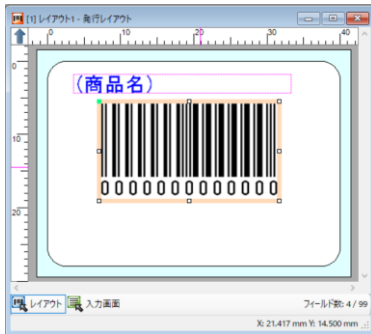 [1] レイアウト1 - 発行レイアウト
0 10 20 30 40
0
(商品名)
10
0000000000000
20
レイアウト 入力画面 フィールド数: 4 / 99
X: 21.417 mm Y: 14.500 mm